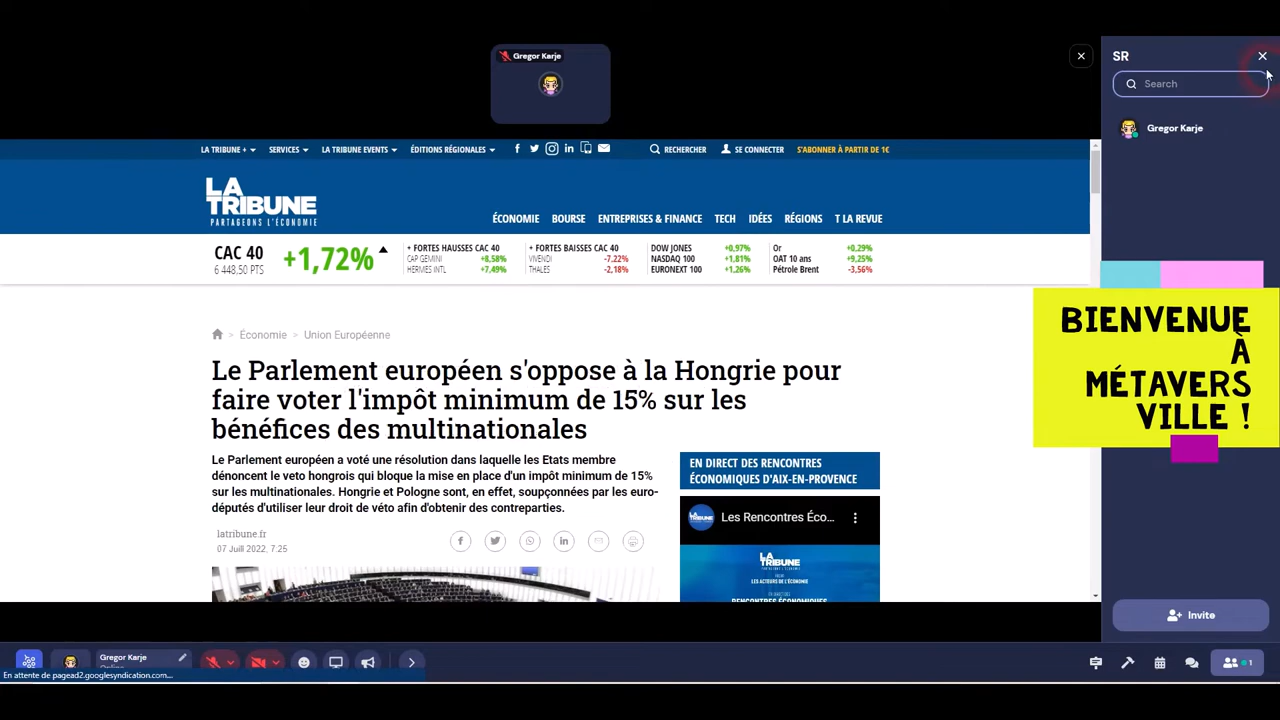 Gregor Karje
SR
Search
Gregor Karje
LA TRIBUNE + SERVICES LA TRIBUNE EVENTS ÉDITIONS RÉGIONALES RECHERCHER SE CONNECTER S'ABONNER À PARTIR DE 1€
LA TRIBUNE
PARTAGEONS L'ÉCONOMIE
ÉCONOMIE BOURSE ENTREPRISES & FINANCE TECH IDÉES RÉGIONS T LA REVUE
CAC 40 +1,72%
6 448,50 PTS
+ FORTES HAUSSES CAC 40
CAP GEMINI +8,58%
HERMES INTL +7,49%
+ FORTES BAISSES CAC 40
VIVENDI -7,22%
THALES -2,18%
DOW JONES +0,97%
NASDAQ 100 +1,81%
EURONEXT 100 +1,26%
Or +0,29%
OAT 10 ans +9,25%
Pétrole Brent -3,56%
> Économie > Union Européenne
Le Parlement européen s'oppose à la Hongrie pour
faire voter l'impôt minimum de 15% sur les
bénéfices des multinationales
Le Parlement européen a voté une résolution dans laquelle les Etats membre
dénoncent le veto hongrois qui bloque la mise en place d'un impôt minimum de 15%
sur les multinationales. Hongrie et Pologne sont, en effet, soupçonnées par les euro-
députés d'utiliser leur droit de véto afin d'obtenir des contreparties.
latribune.fr
07 Juill 2022, 7:25
EN DIRECT DES RENCONTRES
ÉCONOMIQUES D'AIX-EN-PROVENCE
Les Rencontres Éco...
LA TRIBUNE
LES ACTEURS DE L'ÉCONOMIE
RENCONTRES ÉCONOMIQUES
BIENVENUE
À
MÉTAVERS
VILLE !
Invite
Gregor Karje
Online
1
En attente de pagead2.googlesyndication.com...